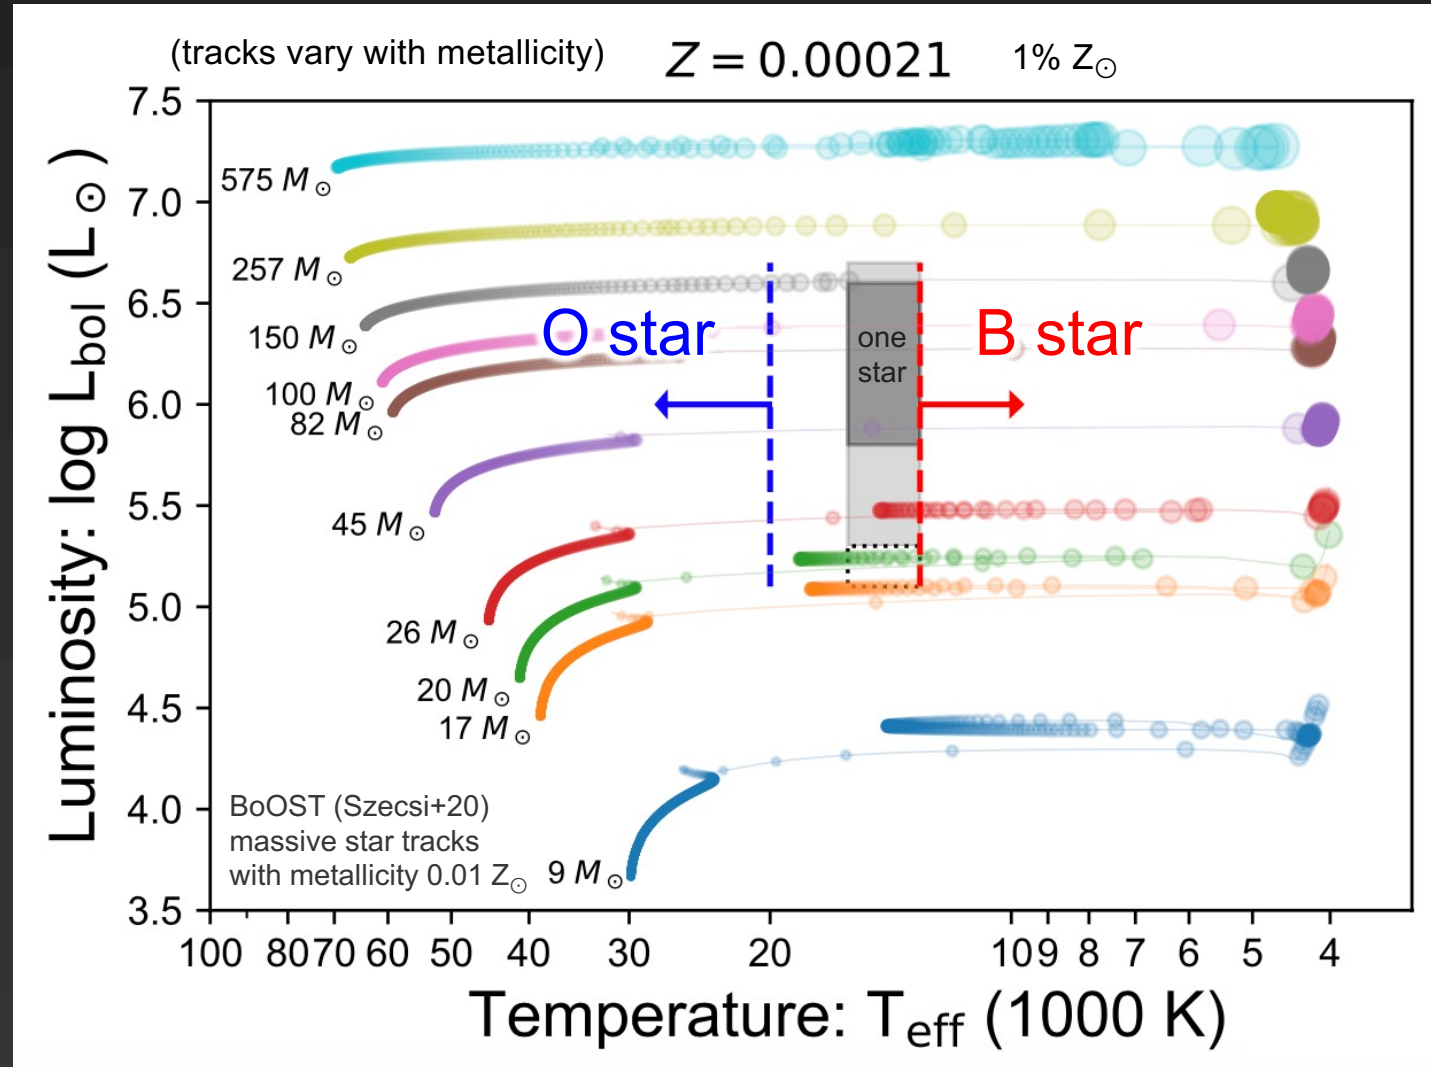 (tracks vary with metallicity) Z = 0.00021 1% Z⊙
7.5
7.0
6.5
6.0
5.5
5.0
4.5
4.0
3.5
Luminosity: log Lbol (L⊙)
575 M⊙
257 M⊙
150 M⊙
100 M⊙
82 M⊙
45 M⊙
26 M⊙
20 M⊙
17 M⊙
9 M⊙
O star
one
star
B star
BoOST (Szecsi+20)
massive star tracks
with metallicity 0.01 Z⊙
100 80 70 60 50 40 30 20 10 9 8 7 6 5 4
Temperature: Teff (1000 K)